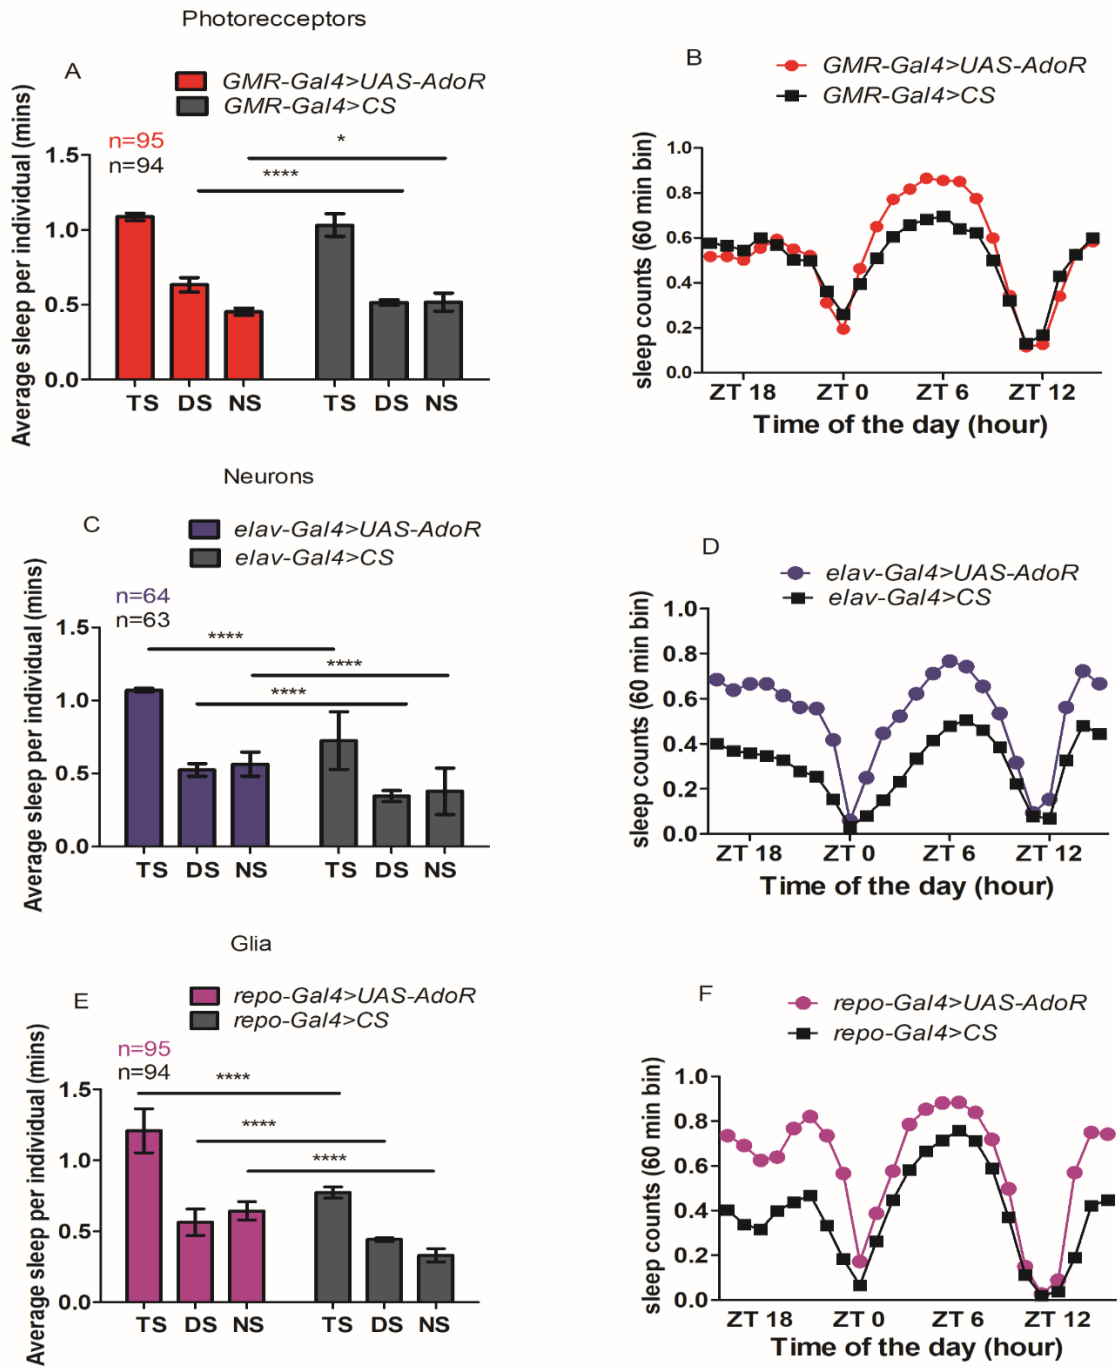 Photorecceptors
A
GMR-Gal4>UAS-AdoR
GMR-Gal4>CS
n=95
n=94
*
****
Average sleep per individual (mins)
1.5
1.0
0.5
0.0
TS DS NS TS DS NS
B
GMR-Gal4>UAS-AdoR
GMR-Gal4>CS
sleep counts (60 min bin)
1.0
0.8
0.6
0.4
0.2
0.0
ZT 18 ZT 0 ZT 6 ZT 12
Time of the day (hour)
Neurons
C
elav-Gal4>UAS-AdoR
elav-Gal4>CS
n=64
n=63
****
****
****
Average sleep per individual (mins)
1.5
1.0
0.5
0.0
TS DS NS TS DS NS
D
elav-Gal4>UAS-AdoR
elav-Gal4>CS
sleep counts (60 min bin)
1.0
0.8
0.6
0.4
0.2
0.0
ZT 18 ZT 0 ZT 6 ZT 12
Time of the day (hour)
Glia
E
repo-Gal4>UAS-AdoR
repo-Gal4>CS
n=95
n=94
****
****
****
Average sleep per individual (mins)
1.5
1.0
0.5
0.0
TS DS NS TS DS NS
F
repo-Gal4>UAS-AdoR
repo-Gal4>CS
sleep counts (60 min bin)
1.0
0.8
0.6
0.4
0.2
0.0
ZT 18 ZT 0 ZT 6 ZT 12
Time of the day (hour)